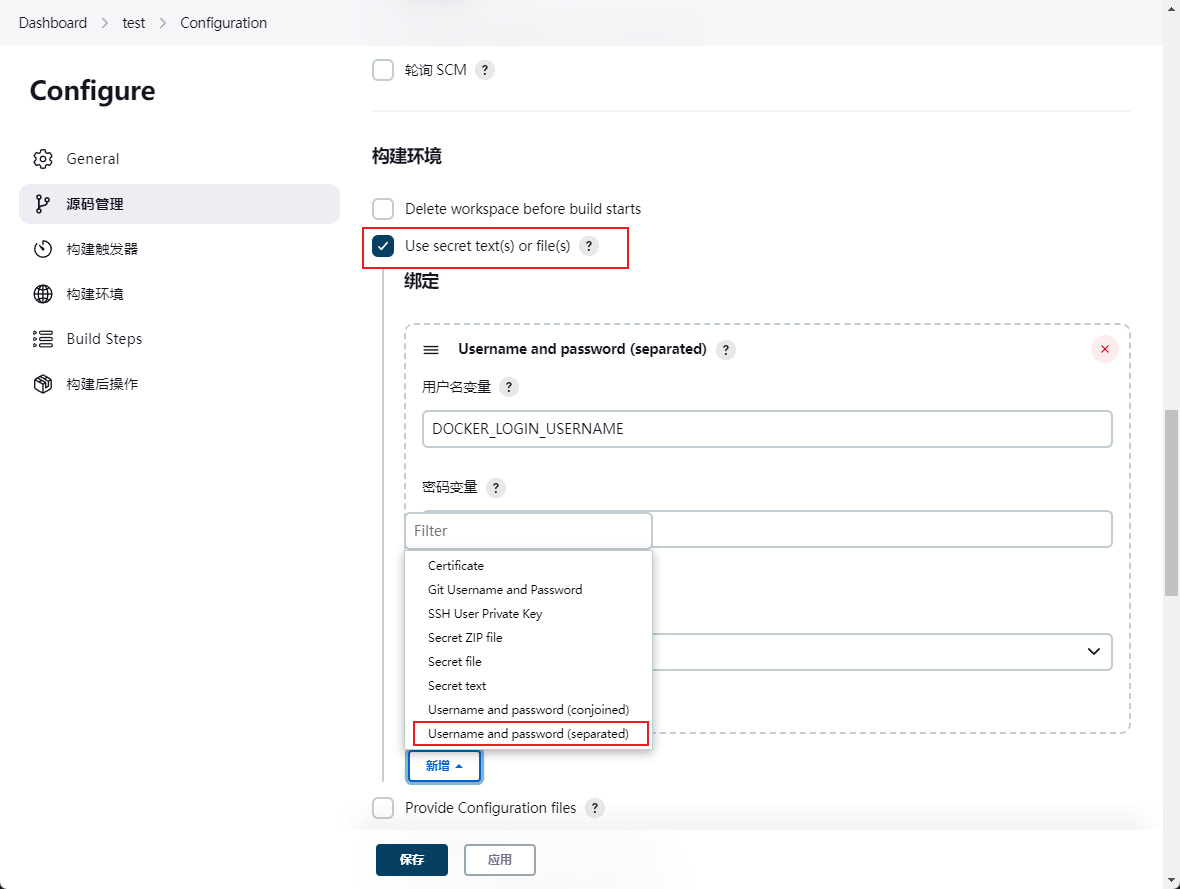 Dashboard > test > Configuration
Configure
General
源码管理
构建触发器
构建环境
Build Steps
构建后操作
轮询 SCM ?
构建环境
Delete workspace before build starts
Use secret text(s) or file(s) ?
绑定
Username and password (separated) ?
用户名变量 ?
DOCKER_LOGIN_USERNAME
密码变量 ?
Filter
Certificate
Git Username and Password
SSH User Private Key
Secret ZIP file
Secret file
Secret text
Username and password (conjoined)
Username and password (separated)
新增
Provide Configuration files ?
保存
应用